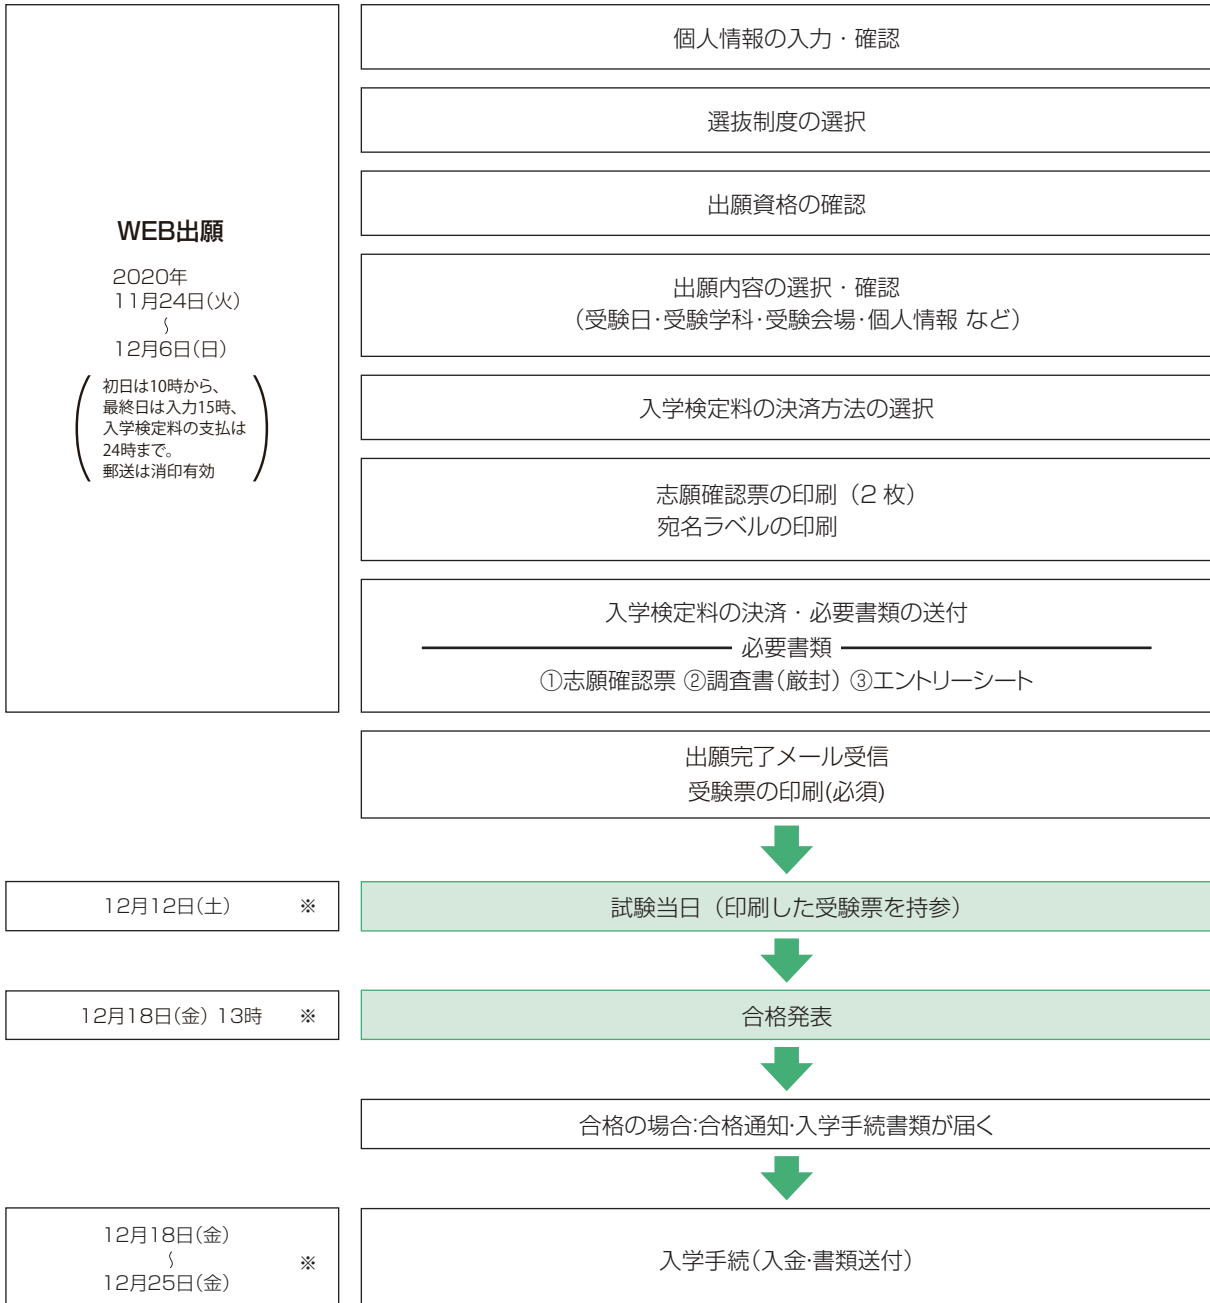 WEB出願
2020年
11月24日(火)
〜
12月6日(日)
初日は10時から、
最終日は入力15時、
入学検定料の支払は
24時まで。
郵送は消印有効
個人情報の入力・確認
選抜制度の選択
出願資格の確認
出願内容の選択・確認
(受験日・受験学科・受験会場・個人情報 など)
入学検定料の決済方法の選択
志願確認票の印刷(2 枚)
宛名ラベルの印刷
入学検定料の決済・必要書類の送付
必要書類
①志願確認票 ②調査書(厳封) ③エントリーシート
出願完了メール受信
受験票の印刷(必須)
12月12日(土) ※
試験当日(印刷した受験票を持参)
12月18日(金) 13時 ※
合格発表
合格の場合:合格通知・入学手続書類が届く
12月18日(金)
〜 ※
12月25日(金)
入学手続(入金・書類送付)